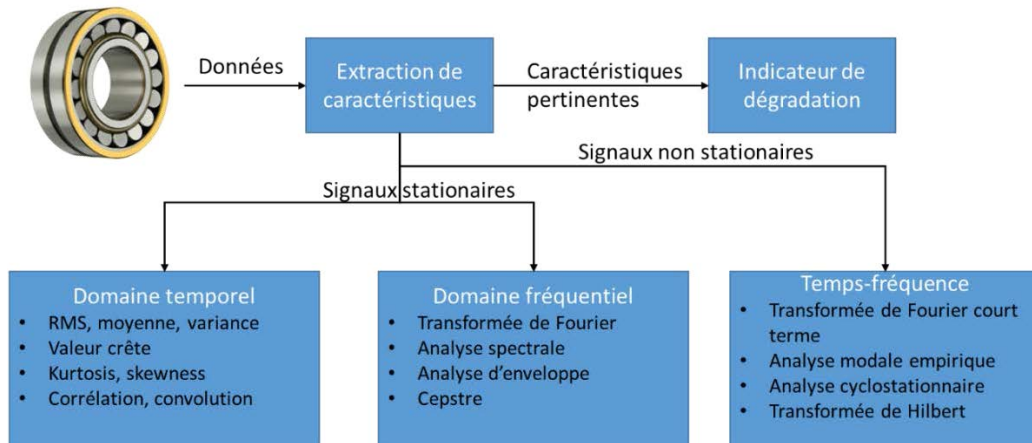 Données
Extraction de
caractéristiques
Caractéristiques
pertinentes
Indicateur de
dégradation
Signaux non stationaires
Signaux stationaires
Domaine temporel
• RMS, moyenne, variance
• Valeur crête
• Kurtosis, skewness
• Corrélation, convolution
Domaine fréquentiel
• Transformée de Fourier
• Analyse spectrale
• Analyse d'enveloppe
• Cepstre
Temps-fréquence
• Transformée de Fourier court
terme
• Analyse modale empirique
• Analyse cyclostationnaire
• Transformée de Hilbert